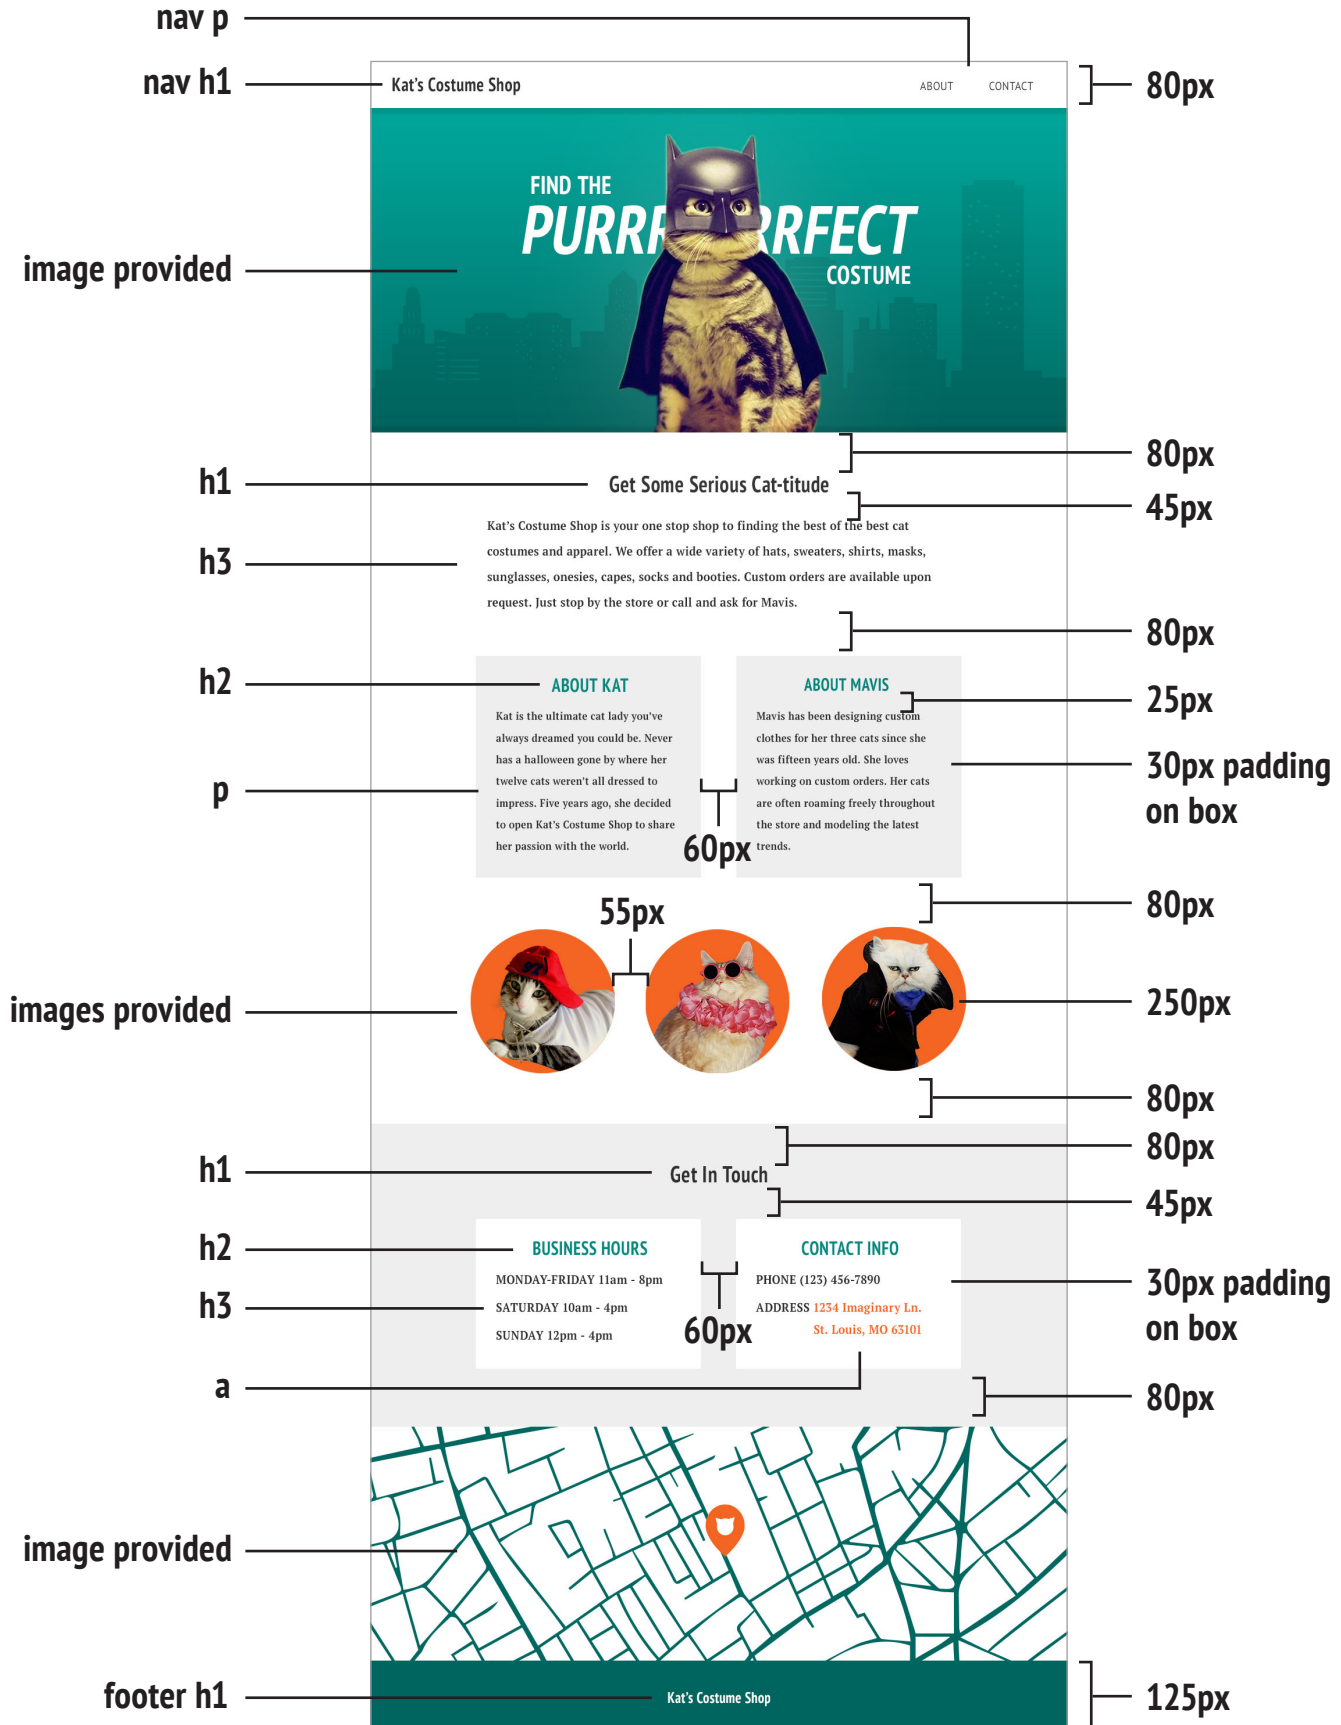 nav p
nav h1
Kat's Costume Shop
ABOUT
CONTACT
80px
FIND THE
PURRR RRFECT
COSTUME
image provided
80px
h1
Get Some Serious Cat-titude
45px
h3
Kat's Costume Shop is your one stop shop to finding the best of the best cat
costumes and apparel. We offer a wide variety of hats, sweaters, shirts, masks,
sunglasses, onesies, capes, socks and booties. Custom orders are available upon
request. Just stop by the store or call and ask for Mavis.
80px
h2
ABOUT KAT
Kat is the ultimate cat lady you've
always dreamed you could be. Never
has a halloween gone by where her
twelve cats weren't all dressed to
impress. Five years ago, she decided
to open Kat's Costume Shop to share
her passion with the world.
p
60px
ABOUT MAVIS
25px
Mavis has been designing custom
clothes for her three cats since she
was fifteen years old. She loves
working on custom orders. Her cats
are often roaming freely throughout
the store and modeling the latest
trends.
30px padding
on box
80px
55px
images provided
250px
80px
80px
h1
Get In Touch
45px
h2
BUSINESS HOURS
h3
MONDAY-FRIDAY 11am - 8pm
SATURDAY 10am - 4pm
SUNDAY 12pm - 4pm
60px
CONTACT INFO
PHONE (123) 456-7890
ADDRESS 1234 Imaginary Ln.
St. Louis, MO 63101
30px padding
on box
a
80px
image provided
footer h1
Kat's Costume Shop
125px